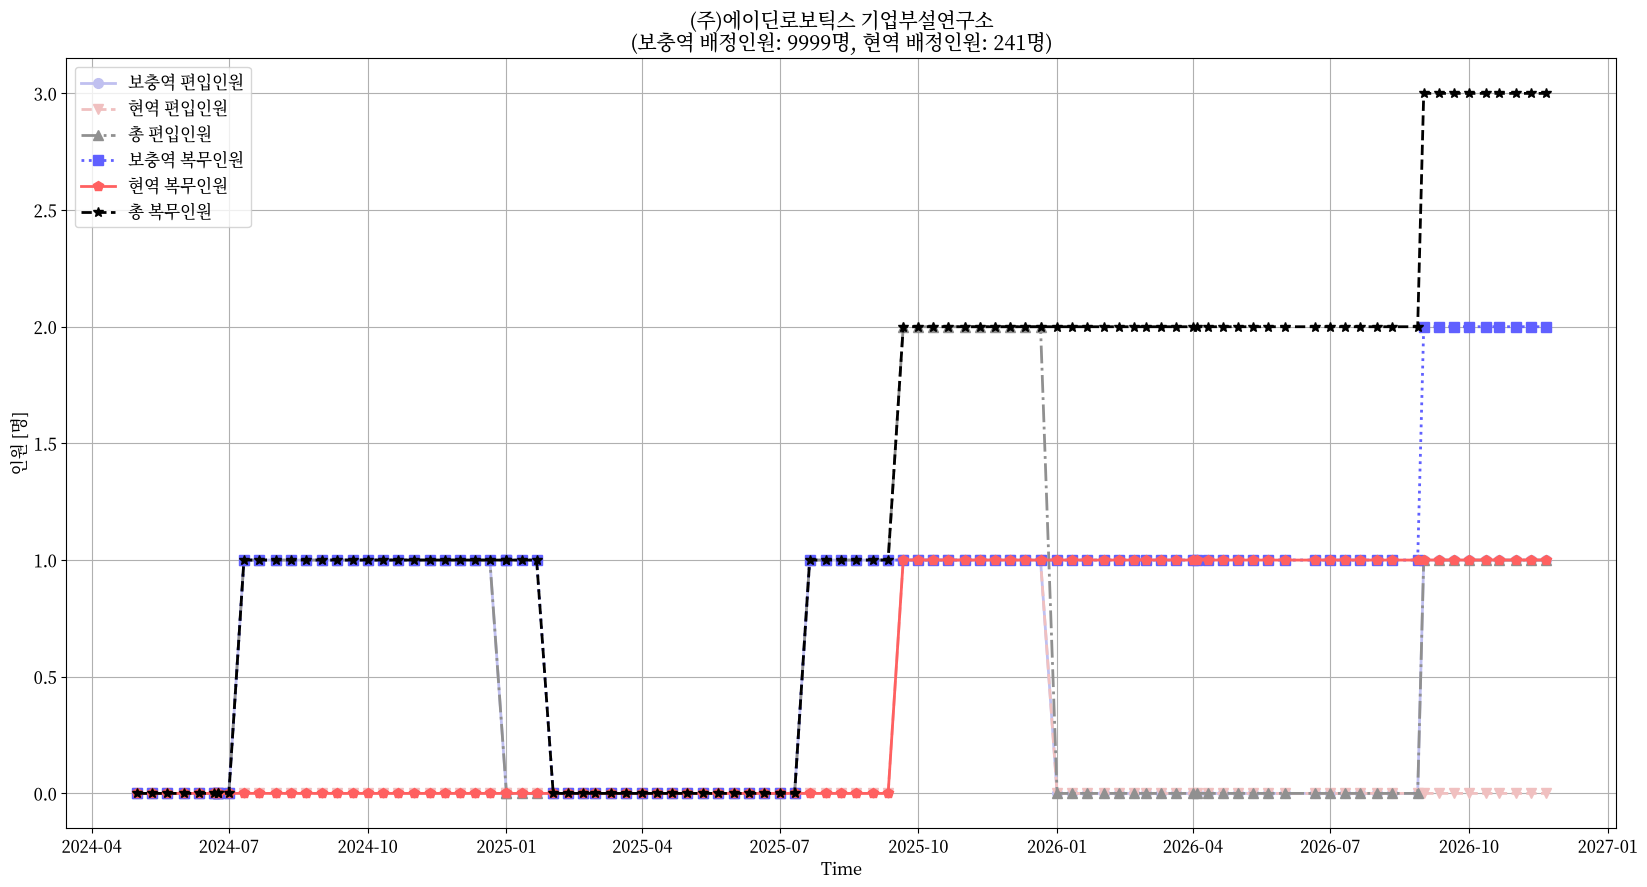 (주)에이딘로보틱스 기업부설연구소
(보충역 배정인원: 9999명, 현역 배정인원: 241명)
보충역 편입인원
현역 편입인원
총 편입인원
보충역 복무인원
현역 복무인원
총 복무인원
인원 [명]
3.0
2.5
2.0
1.5
1.0
0.5
0.0
2024-04 2024-07 2024-10 2025-01 2025-04 2025-07 2025-10 2026-01 2026-04 2026-07 2026-10 2027-01
Time